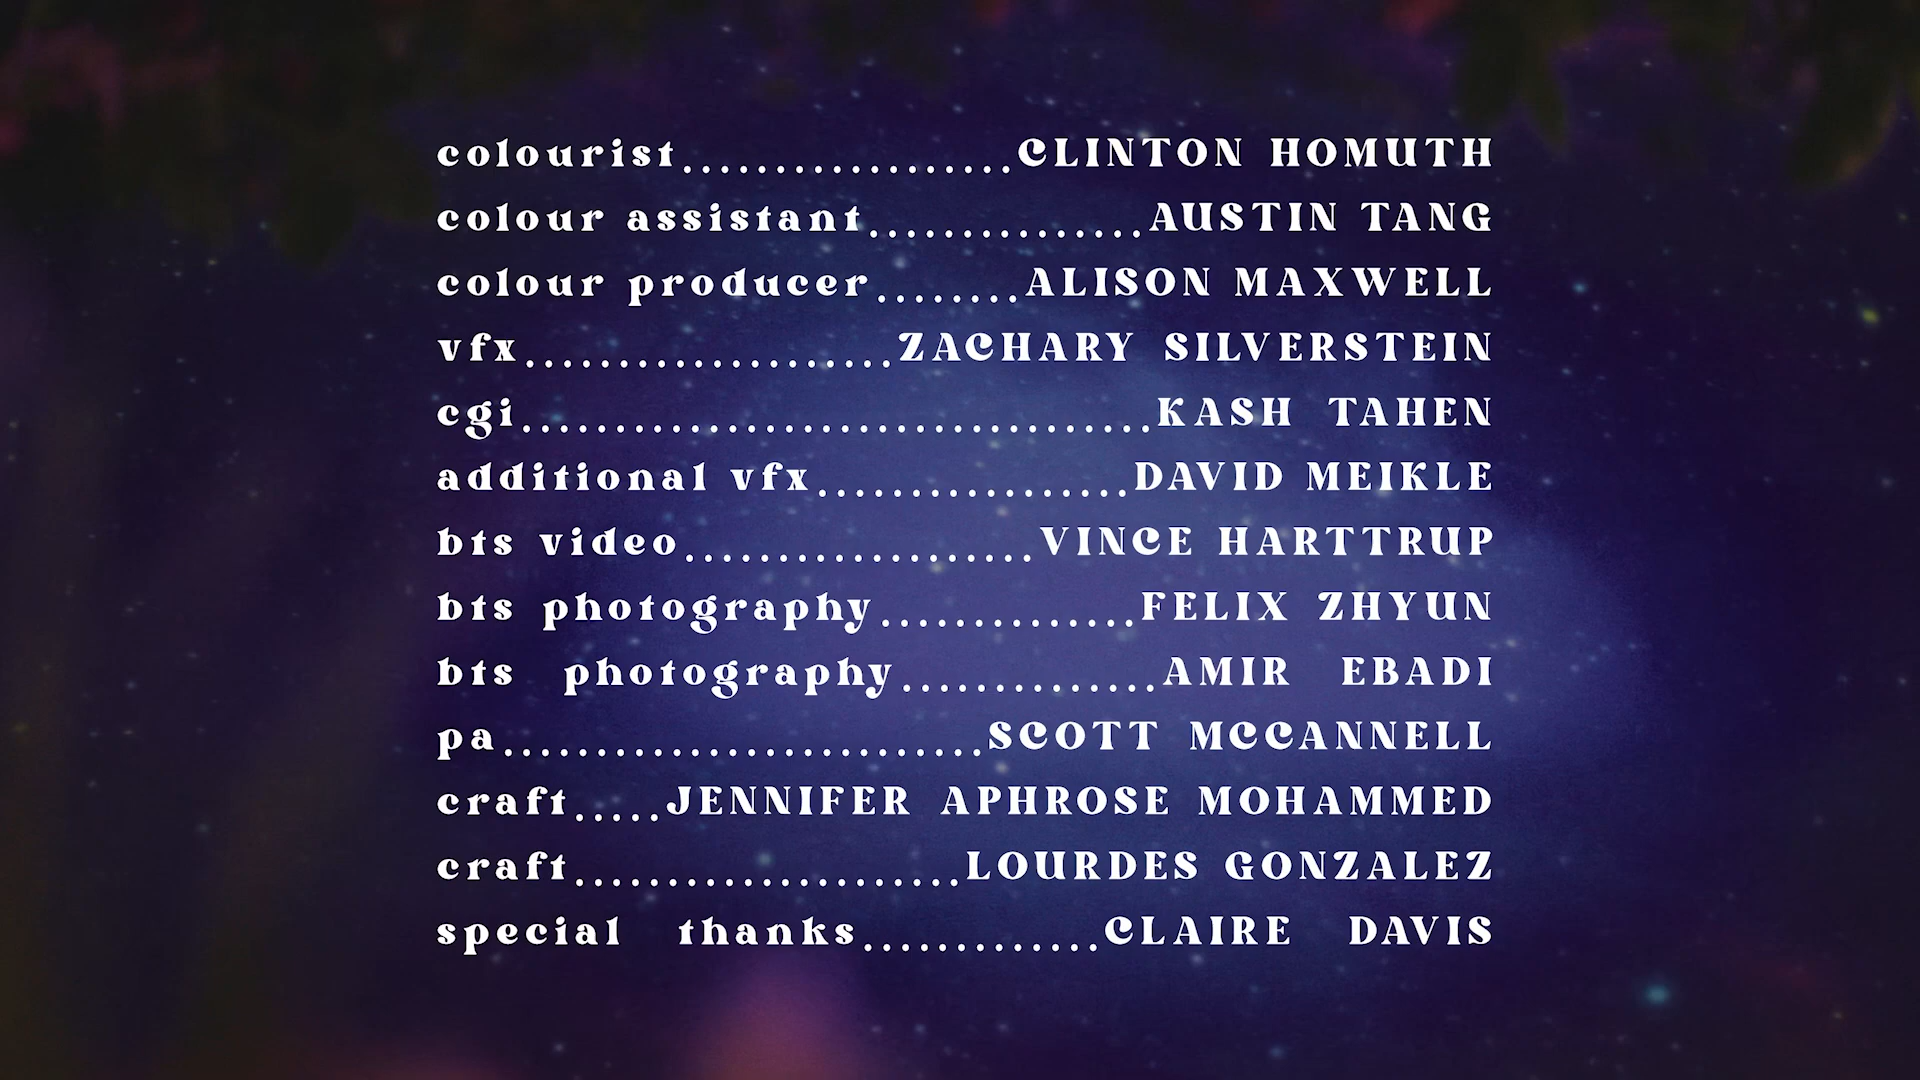 colourist..................CLINTON HOMUTH
colour assistant...............AUSTIN TANG
colour producer........ALISON MAXWELL
vfx....................ZACHARY SILVERSTEIN
cgi..................................KASH TAHEN
additional vfx.................DAVID MEIKLE
bts video...................VINCE HARTTRUP
bts photography..............FELIX ZHYUN
bts photography..............AMIR EBADI
pa..........................SCOTT MCCANNELL
craft.....JENNIFER APHROSE MOHAMMED
craft.....................LOURDES GONZALEZ
special thanks.............CLAIRE DAVIS